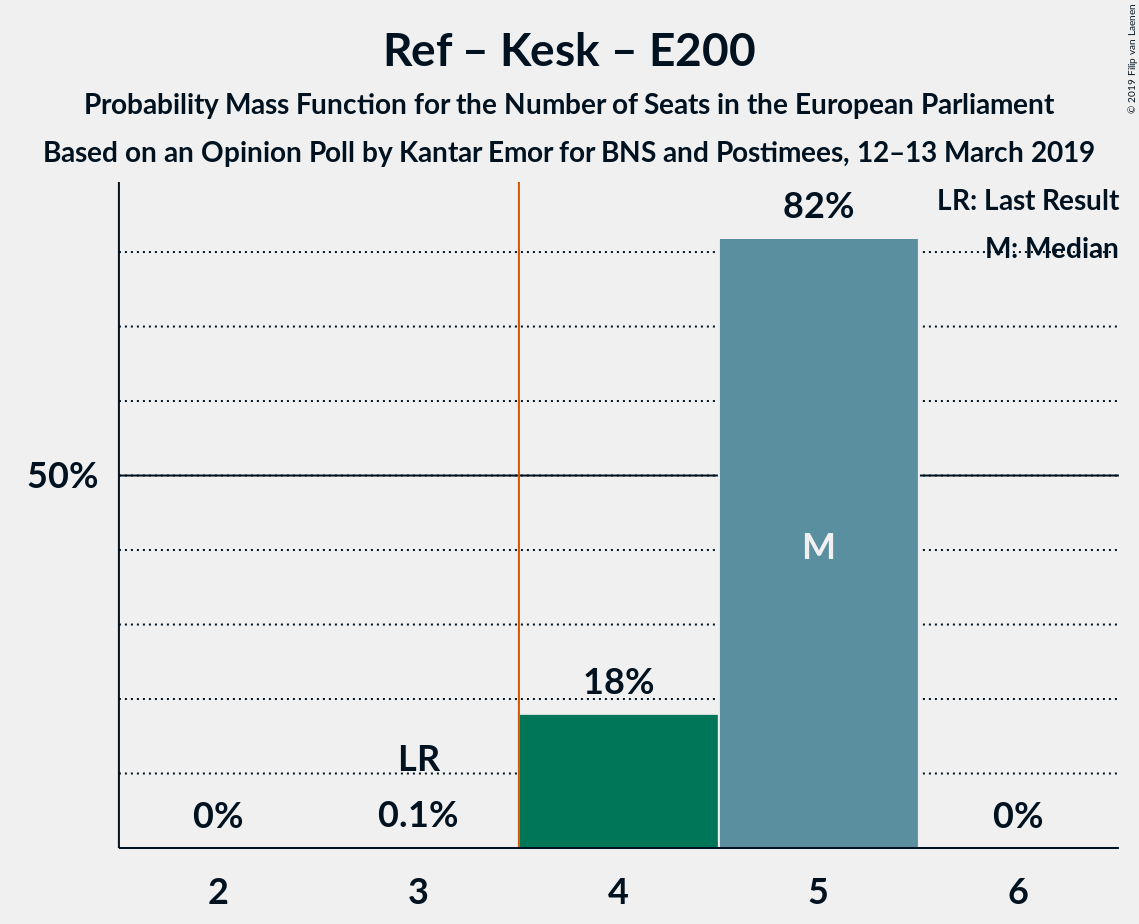 Ref – Kesk – E200
Probability Mass Function for the Number of Seats in the European Parliament
Based on an Opinion Poll by Kantar Emor for BNS and Postimees, 12–13 March 2019
© 2019 Filip van Laenen
LR: Last Result
M: Median
82%
50%
M
18%
LR
0%
0.1%
0%
2
3
4
5
6